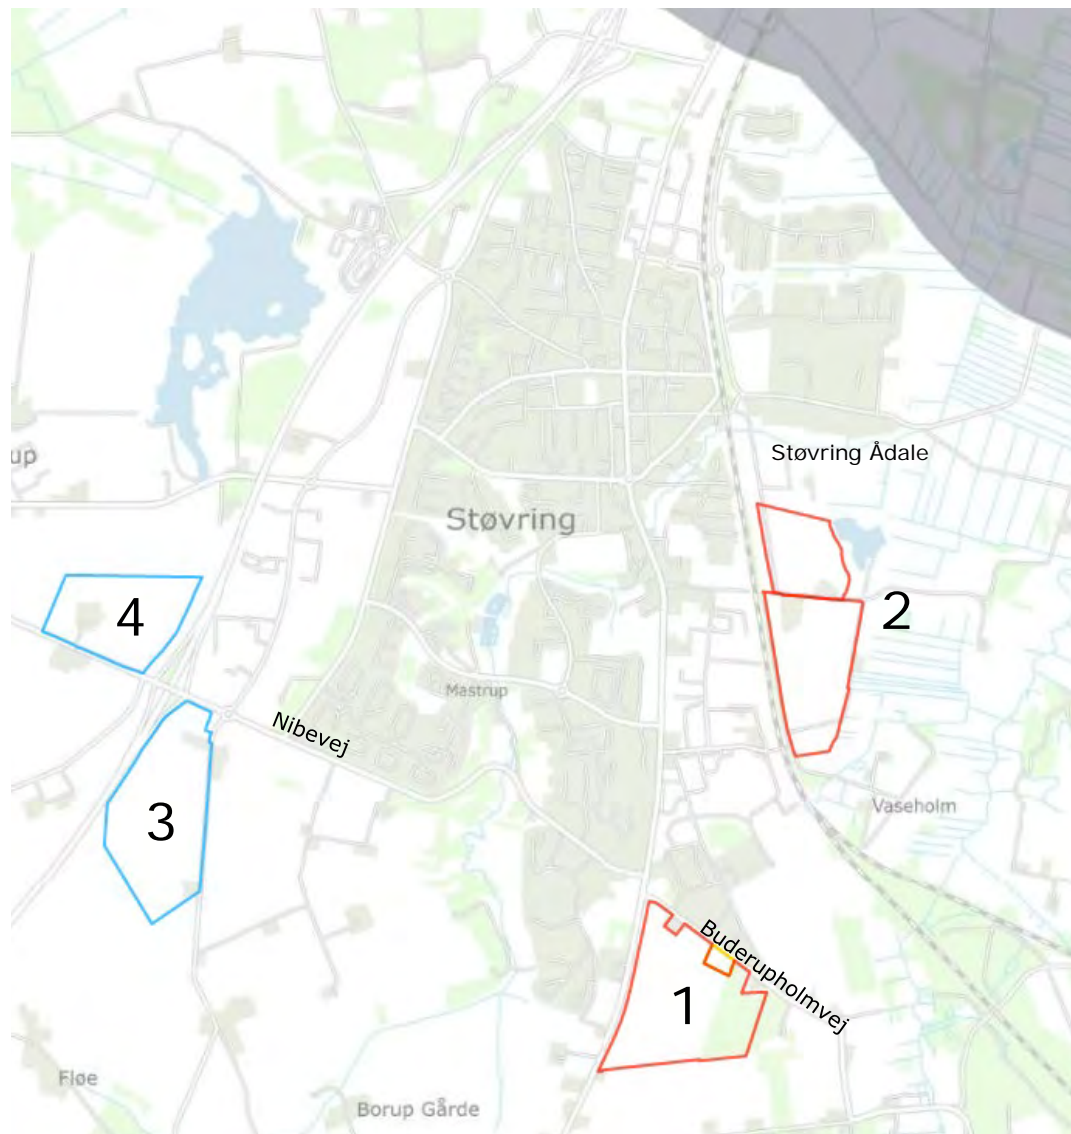 Støvring Ådale
up
Støvring
4
2
Mastrup
Nibevej
3
Vaseholm
Buderupholmvej
1
Fløe
Borup Gårde